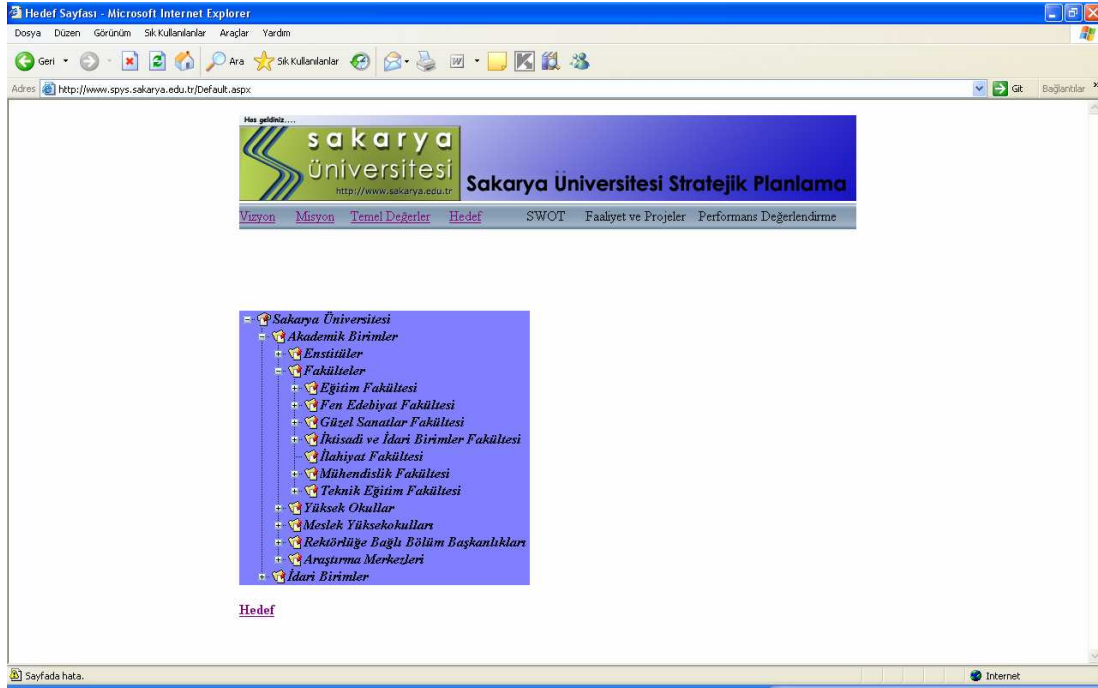 Hedef Sayfası - Microsoft Internet Explorer
Dosya Düzen Görünüm Sık Kullanılanlar Araçlar Yardım
Geri Ara Sık Kullanılanlar
Adres http://www.spys.sakarya.edu.tr/Default.aspx Git Bağlantılar
Hoş geldiniz....
sakarya
üniversitesi
http://www.sakarya.edu.tr
Sakarya Üniversitesi Stratejik Planlama
Vizyon Misyon Temel Değerler Hedef SWOT Faaliyet ve Projeler Performans Değerlendirme
Sakarya Üniversitesi
Akademik Birimler
Enstitüler
Fakülteler
Eğitim Fakültesi
Fen Edebiyat Fakültesi
Güzel Sanatlar Fakültesi
İktisadi ve İdari Birimler Fakültesi
İlahiyat Fakültesi
Mühendislik Fakültesi
Teknik Eğitim Fakültesi
Yüksek Okullar
Meslek Yüksekokulları
Rektörlüğe Bağlı Bölüm Başkanlıkları
Araştırma Merkezleri
İdari Birimler
Hedef
Sayfada hata. Internet